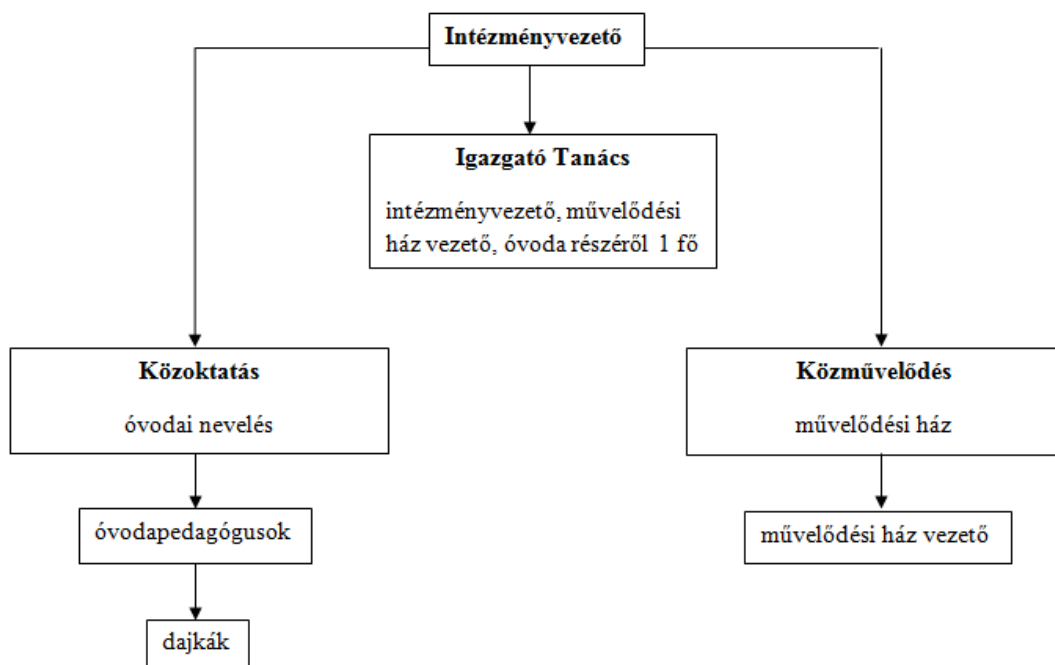 Intézményvezető
Igazgató Tanács
intézményvezető, művelődési
ház vezető, óvoda részéről 1 fő
Közoktatás
óvodai nevelés
Közművelődés
művelődési ház
óvodapedagógusok
művelődési ház vezető
dajkák